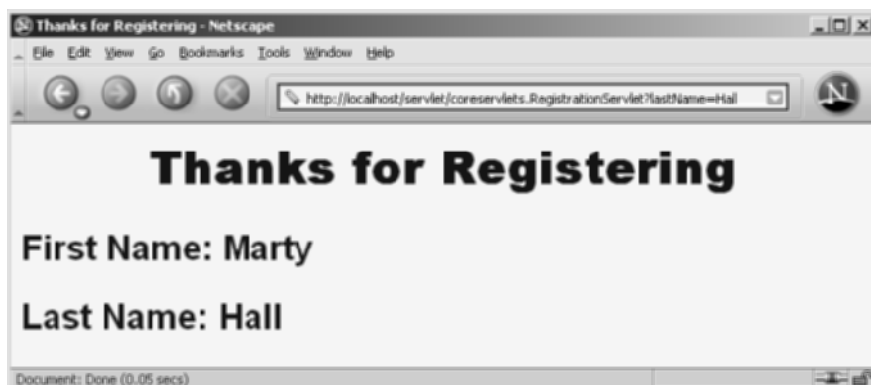 Thanks for Registering - Netscape
File Edit View Go Bookmarks Tools Window Help
http://localhost/servlet/coreservlets.RegistrationServlet?lastName=Hall
N
Thanks for Registering
First Name: Marty
Last Name: Hall
Document: Done (0.05 secs)